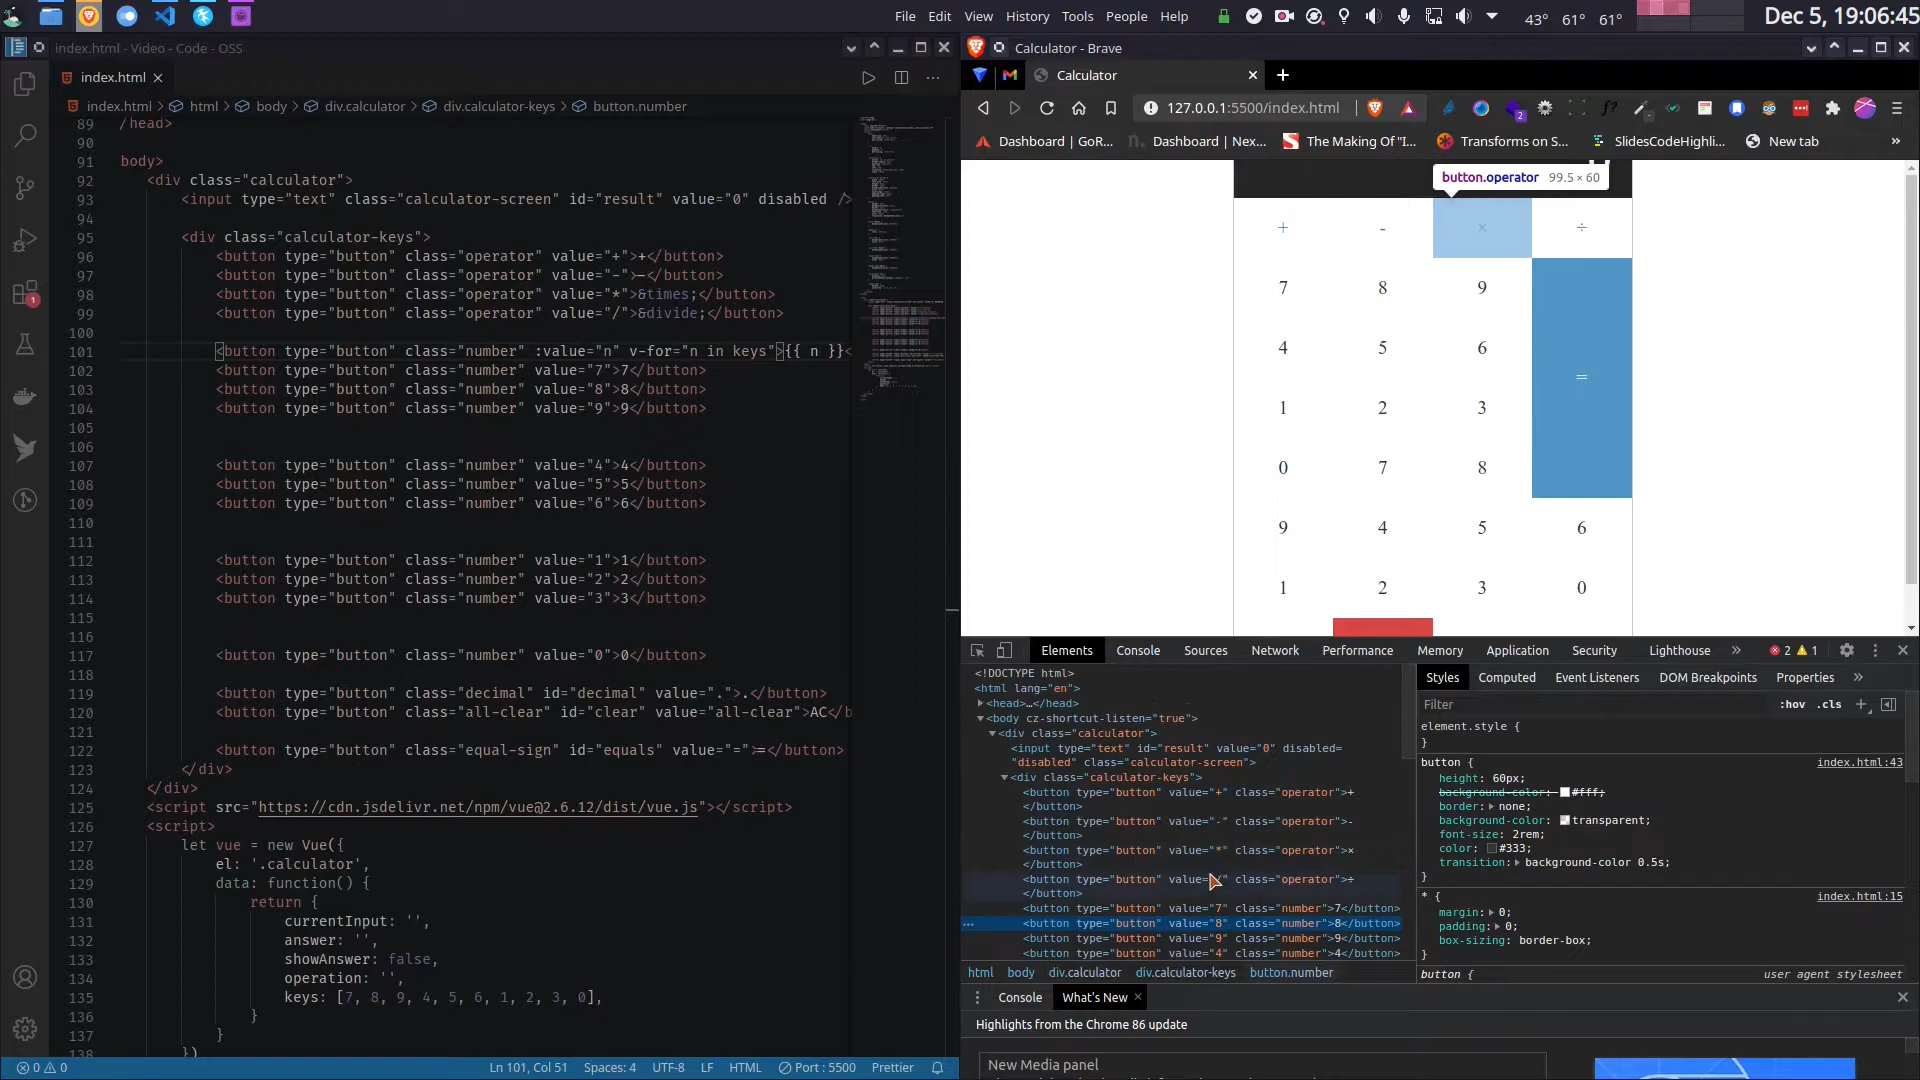 File Edit View History Tools People Help
43° 61° 61°
Dec 5, 19:06:45
index.html - Video - Code - OSS
index.html
index.html > html > body > div.calculator > div.calculator-keys > button.number
89 /head>
90
91 body>
92 <div class="calculator">
93 <input type="text" class="calculator-screen" id="result" value="0" disabled />
94
95 <div class="calculator-keys">
96 <button type="button" class="operator" value="+">+</button>
97 <button type="button" class="operator" value="-">-</button>
98 <button type="button" class="operator" value="*">&times;</button>
99 <button type="button" class="operator" value="/">&divide;</button>
100
101 <button type="button" class="number" :value="n" v-for="n in keys">{{ n }}<
102 <button type="button" class="number" value="7">7</button>
103 <button type="button" class="number" value="8">8</button>
104 <button type="button" class="number" value="9">9</button>
105
106
107 <button type="button" class="number" value="4">4</button>
108 <button type="button" class="number" value="5">5</button>
109 <button type="button" class="number" value="6">6</button>
110
111
112 <button type="button" class="number" value="1">1</button>
113 <button type="button" class="number" value="2">2</button>
114 <button type="button" class="number" value="3">3</button>
115
116
117 <button type="button" class="number" value="0">0</button>
118
119 <button type="button" class="decimal" id="decimal" value=".">.</button>
120 <button type="button" class="all-clear" id="clear" value="all-clear">AC</b
121
122 <button type="button" class="equal-sign" id="equals" value="=">=</button>
123 </div>
124 </div>
125 <script src="https://cdn.jsdelivr.net/npm/vue@2.6.12/dist/vue.js"></script>
126 <script>
127 let vue = new Vue({
128 el: '.calculator',
129 data: function() {
130 return {
131 currentInput: '',
132 answer: '',
133 showAnswer: false,
134 operation: '',
135 keys: [7, 8, 9, 4, 5, 6, 1, 2, 3, 0],
136 }
137 }
138 })
1
0 0
Ln 101, Col 51 Spaces: 4 UTF-8 LF HTML Port : 5500 Prettier
Calculator - Brave
Calculator
127.0.0.1:5500/index.html
2
f?
Dashboard | GoR... Dashboard | Nex... The Making Of "I... Transforms on S... SlidesCodeHighli... New tab »
button.operator 99.5 × 60
+ - × ÷
7 8 9
4 5 6
=
1 2 3
0 7 8
9 4 5 6
1 2 3 0
Elements Console Sources Network Performance Memory Application Security Lighthouse » 2 1
<!DOCTYPE html>
<html lang="en">
<head>…</head>
<body cz-shortcut-listen="true">
<div class="calculator">
<input type="text" id="result" value="0" disabled=
"disabled" class="calculator-screen">
<div class="calculator-keys">
<button type="button" value="+" class="operator">+
</button>
<button type="button" value="-" class="operator">-
</button>
<button type="button" value="*" class="operator">×
</button>
<button type="button" value="/" class="operator">÷
</button>
<button type="button" value="7" class="number">7</button>
<button type="button" value="8" class="number">8</button>
<button type="button" value="9" class="number">9</button>
<button type="button" value="4" class="number">4</button>
html body div.calculator div.calculator-keys button.number
Styles Computed Event Listeners DOM Breakpoints Properties »
Filter :hov .cls +
element.style {
}
button { index.html:43
height: 60px;
background-color: #fff;
border: none;
background-color: transparent;
font-size: 2rem;
color: #333;
transition: background-color 0.5s;
}
* { index.html:15
margin: 0;
padding: 0;
box-sizing: border-box;
}
button { user agent stylesheet
Console What's New
Highlights from the Chrome 86 update
New Media panel